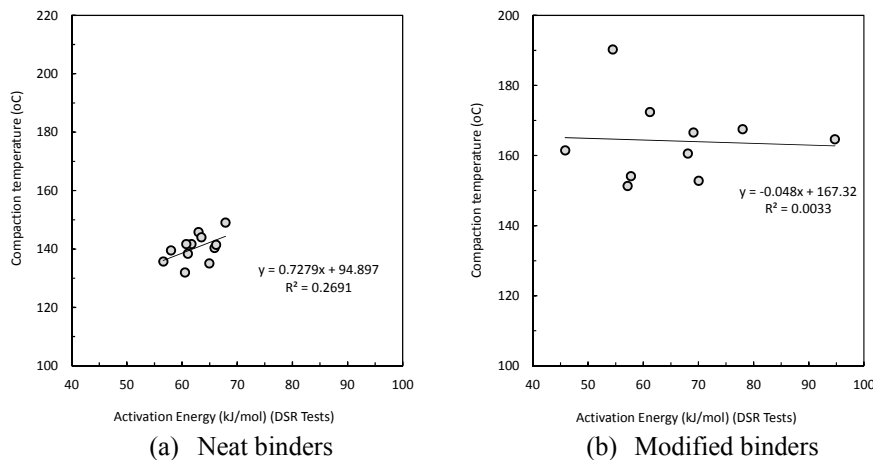 220
200
180
160
140
120
100
Compaction temperature (oC)
y = 0.7279x + 94.897
R² = 0.2691
40 50 60 70 80 90 100
Activation Energy (kJ/mol) (DSR Tests)
(a) Neat binders
200
180
160
140
120
100
Compaction temperature (oC)
y = -0.048x + 167.32
R² = 0.0033
40 50 60 70 80 90 100
Activation Energy (kJ/mol) (DSR Tests)
(b) Modified binders